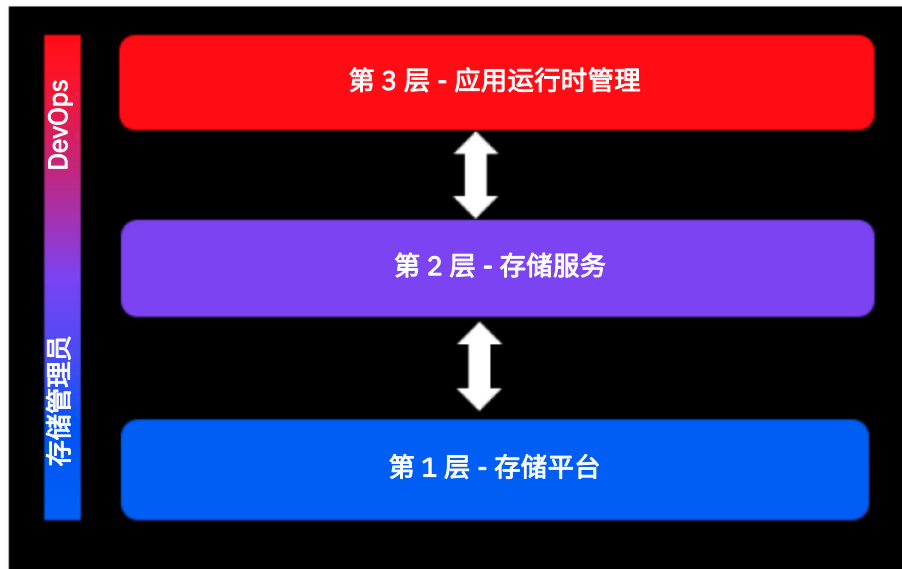 DevOps
存储管理员
第 3 层 - 应用运行时管理
第 2 层 - 存储服务
第 1 层 - 存储平台